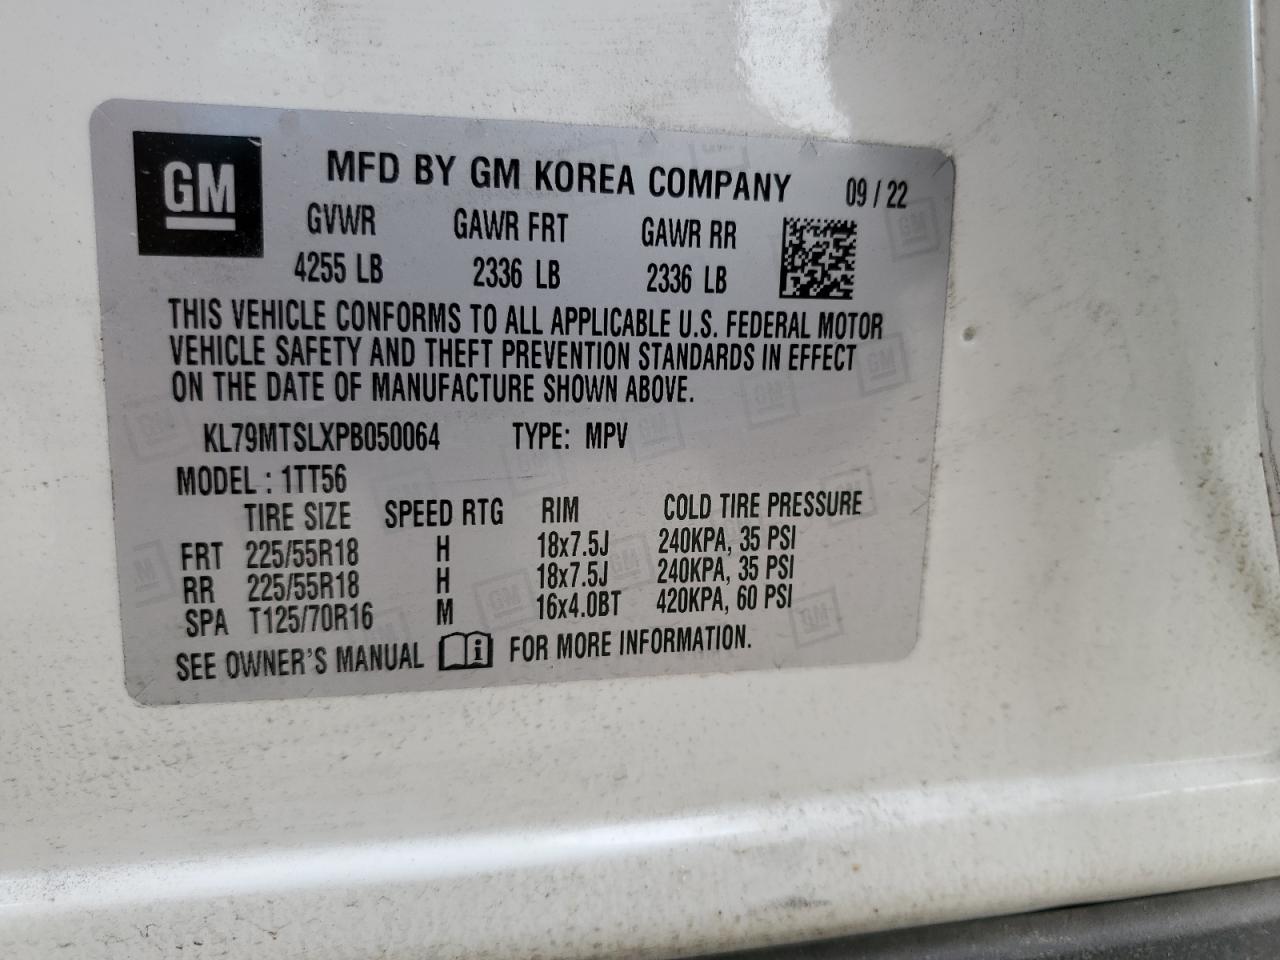 GM
MFD BY GM KOREA COMPANY 09 / 22
GVWR GAWR FRT GAWR RR
4255 LB 2336 LB 2336 LB
THIS VEHICLE CONFORMS TO ALL APPLICABLE U.S. FEDERAL MOTOR
VEHICLE SAFETY AND THEFT PREVENTION STANDARDS IN EFFECT
ON THE DATE OF MANUFACTURE SHOWN ABOVE.
KL79MTSLXPB050064 TYPE: MPV
MODEL : 1TT56
TIRE SIZE SPEED RTG RIM COLD TIRE PRESSURE
FRT 225/55R18 H 18x7.5J 240KPA, 35 PSI
RR 225/55R18 H 18x7.5J 240KPA, 35 PSI
SPA T125/70R16 M 16x4.0BT 420KPA, 60 PSI
SEE OWNER'S MANUAL i FOR MORE INFORMATION.